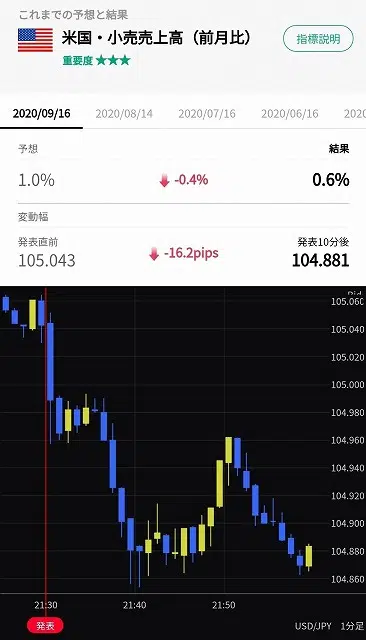 これまでの予想と結果
米国・小売売上高（前月比）
重要度 ★★★
指標説明
2020/09/16 2020/08/14 2020/07/16 2020/06/16 2020
予想 結果
1.0% -0.4% 0.6%
変動幅
発表直前 発表10分後
105.043 -16.2pips 104.881
105.060
105.040
105.020
105.000
104.980
104.960
104.940
104.920
104.900
104.880
104.860
21:30 21:40 21:50
発表 USD/JPY 1分足